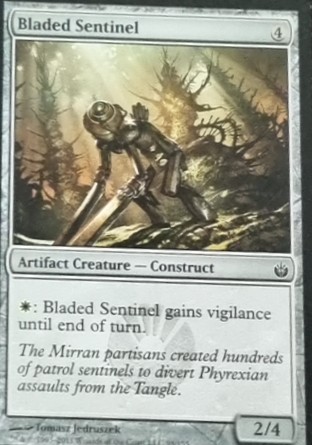 Bladed Sentinel 4
Artifact Creature — Construct
: Bladed Sentinel gains vigilance
until end of turn.
The Mirran partisans created hundreds
of patrol sentinels to divert Phyrexian
assaults from the Tangle.
Tomasz Jedruszek
2/4